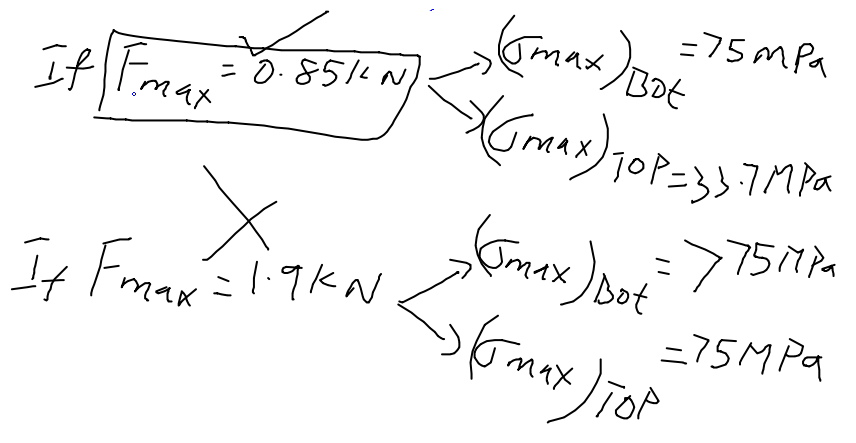 If Fmax = 0.85KN
(σmax)Bot = 75MPa
(σmax)TOP = 33.7MPa
If Fmax = 1.9KN
(σmax)Bot = >75MPa
(σmax)TOP = 75MPa